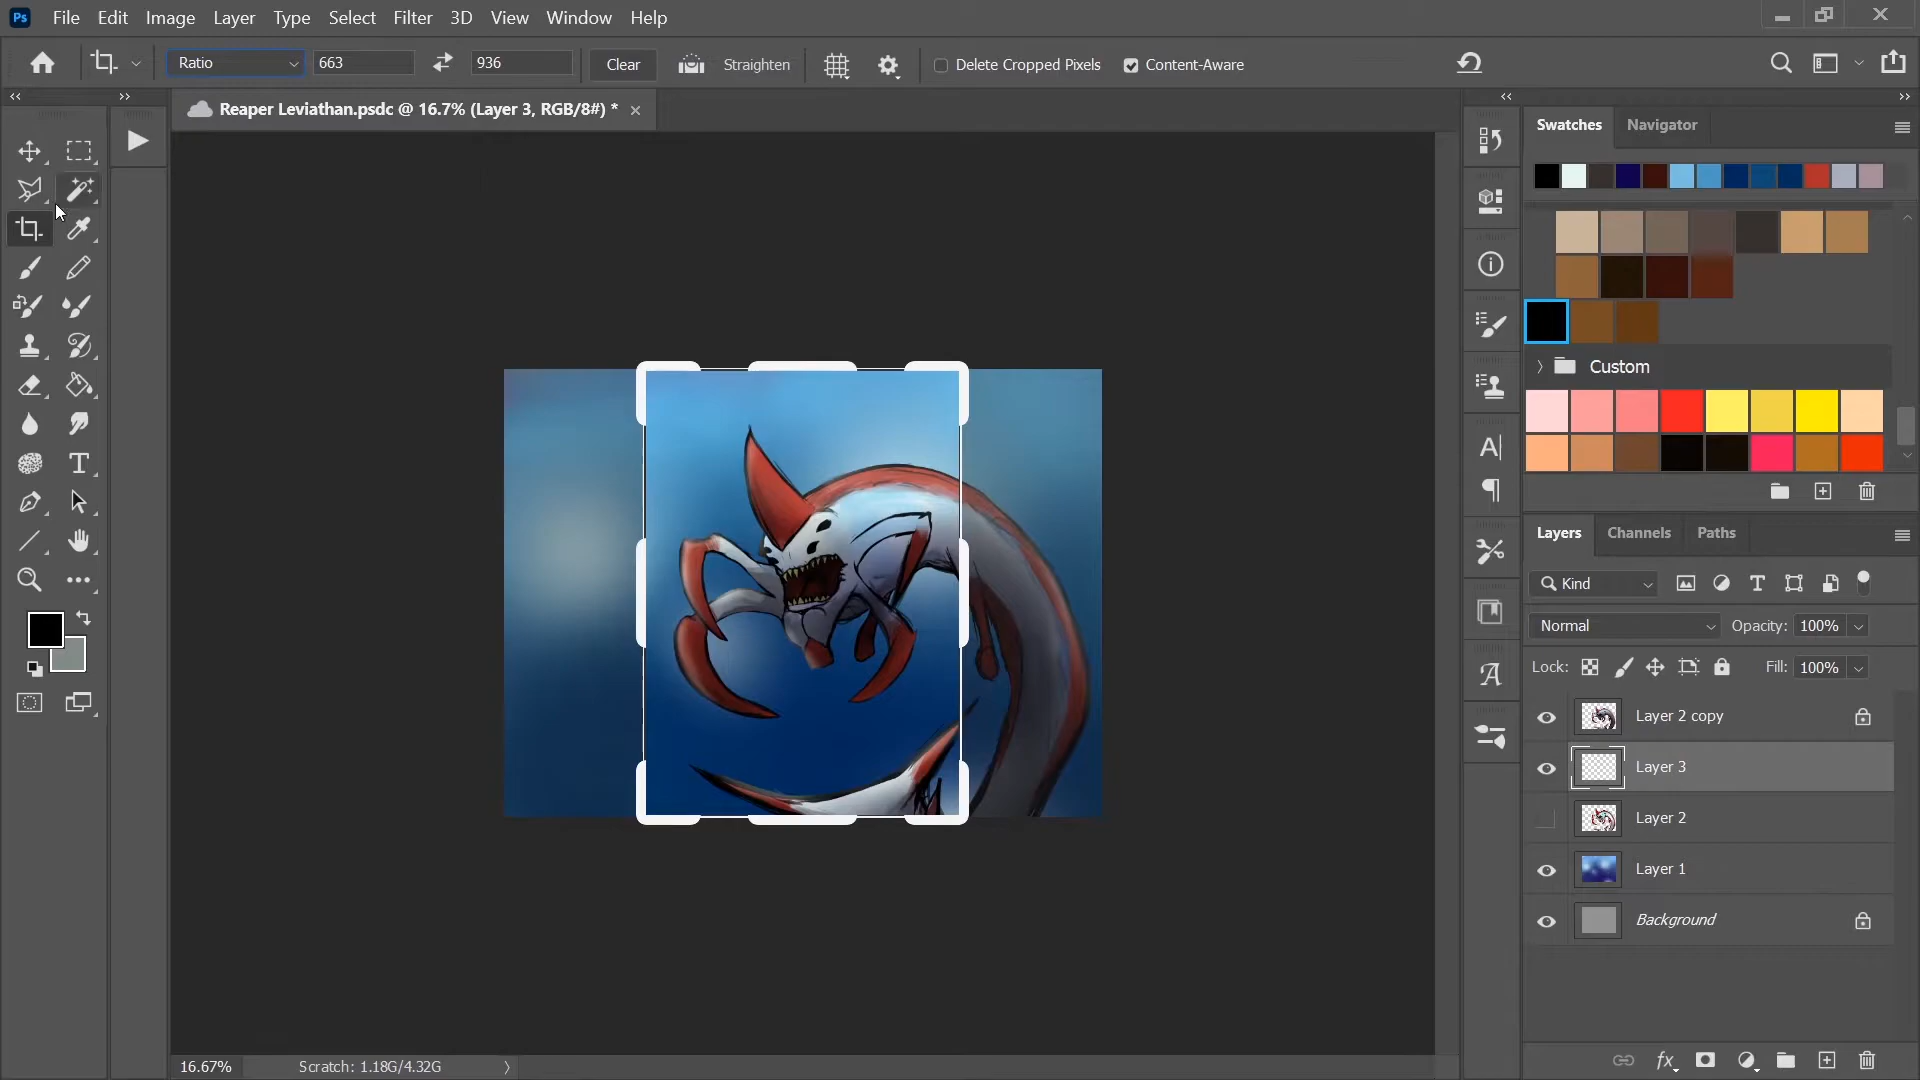 Ps File Edit Image Layer Type Select Filter 3D View Window Help
Ratio 663 936 Clear Straighten Delete Cropped Pixels Content-Aware
Reaper Leviathan.psdc @ 16.7% (Layer 3, RGB/8#) *
Swatches Navigator
Custom
Layers Channels Paths
Kind
Normal Opacity: 100%
Lock: Fill: 100%
Layer 2 copy
Layer 3
Layer 2
Layer 1
Background
16.67% Scratch: 1.18G/4.32G